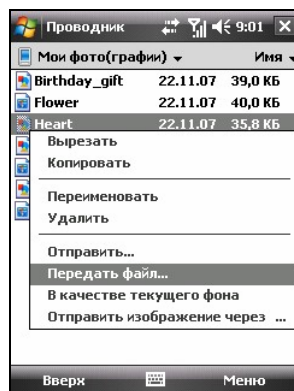 Проводник 9:01
Мои фото(графии) Имя
Birthday_gift 22.11.07 39,0 КБ
Flower 22.11.07 40,0 КБ
Heart 22.11.07 35,8 КБ
Вырезать
Копировать
Переименовать
Удалить
Отправить...
Передать файл...
В качестве текущего фона
Отправить изображение через ...
Вверх Меню